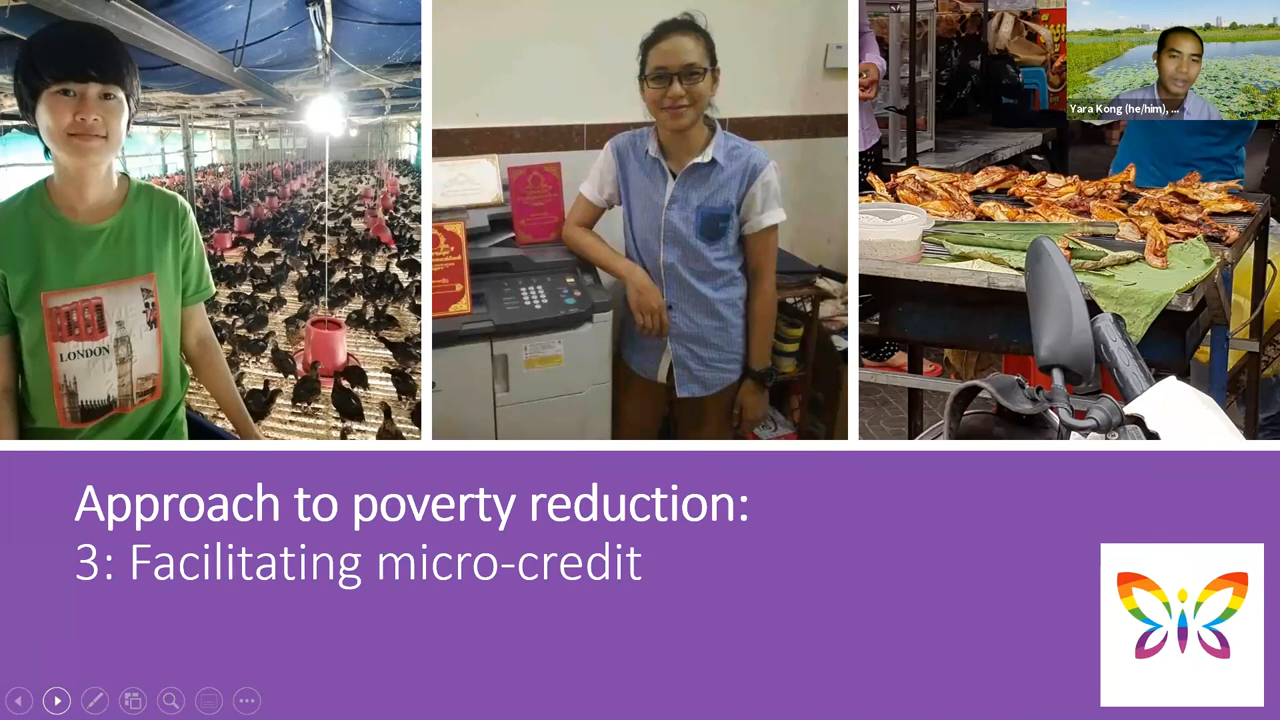 Yara Kong (he/him), ...
LONDON
Approach to poverty reduction:
3: Facilitating micro-credit